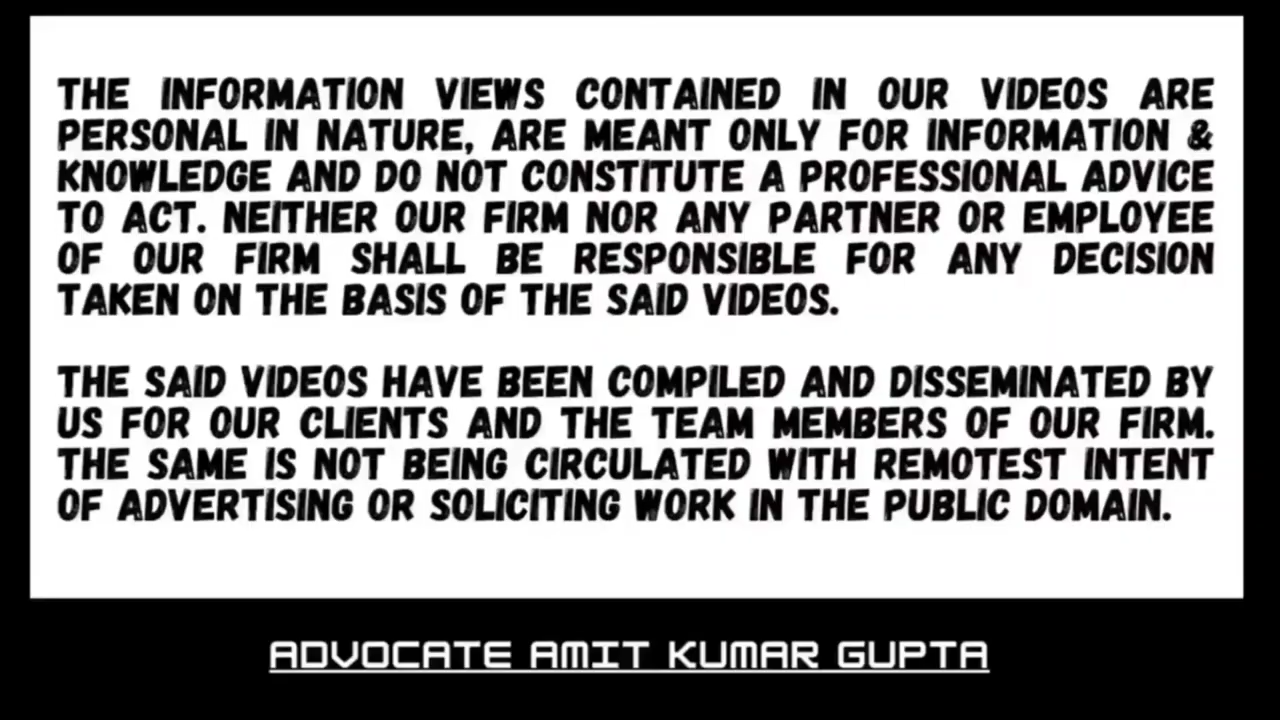 THE INFORMATION VIEWS CONTAINED IN OUR VIDEOS ARE
PERSONAL IN NATURE, ARE MEANT ONLY FOR INFORMATION &
KNOWLEDGE AND DO NOT CONSTITUTE A PROFESSIONAL ADVICE
TO ACT. NEITHER OUR FIRM NOR ANY PARTNER OR EMPLOYEE
OF OUR FIRM SHALL BE RESPONSIBLE FOR ANY DECISION
TAKEN ON THE BASIS OF THE SAID VIDEOS.
THE SAID VIDEOS HAVE BEEN COMPILED AND DISSEMINATED BY
US FOR OUR CLIENTS AND THE TEAM MEMBERS OF OUR FIRM.
THE SAME IS NOT BEING CIRCULATED WITH REMOTEST INTENT
OF ADVERTISING OR SOLICITING WORK IN THE PUBLIC DOMAIN.
ADVOCATE AMIT KUMAR GUPTA